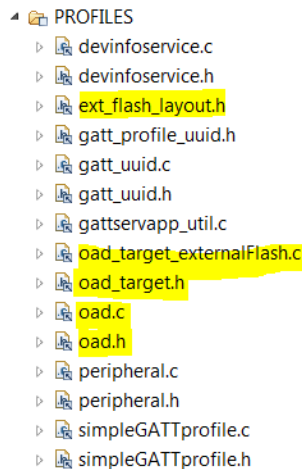 PROFILES
devinfoservice.c
devinfoservice.h
ext_flash_layout.h
gatt_profile_uuid.h
gatt_uuid.c
gatt_uuid.h
gattservapp_util.c
oad_target_externalFlash.c
oad_target.h
oad.c
oad.h
peripheral.c
peripheral.h
simpleGATTprofile.c
simpleGATTprofile.h